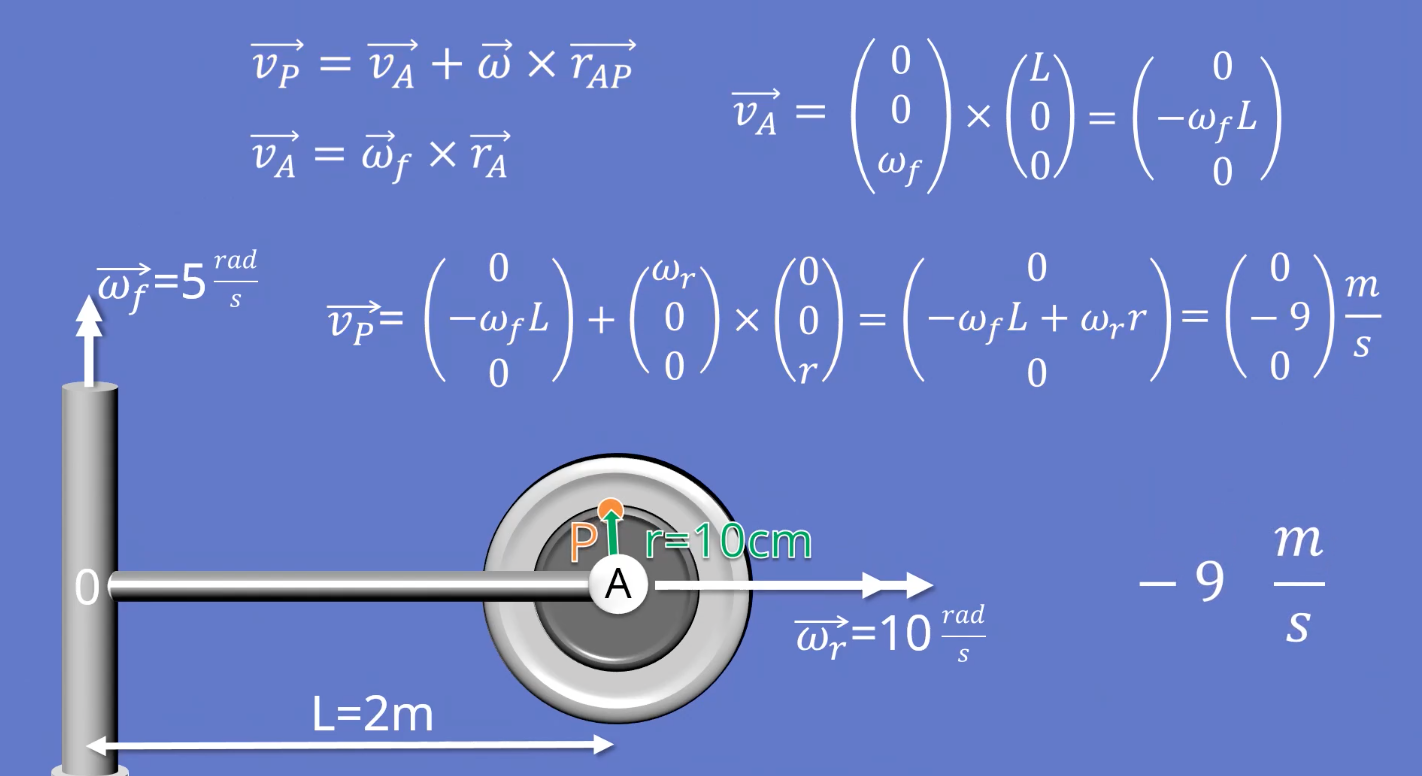 $\overrightarrow{v_P} = \overrightarrow{v_A} + \vec{\omega} \times \overrightarrow{r_{AP}}$
$\overrightarrow{v_A} = \vec{\omega}_f \times \overrightarrow{r_A}$
$\overrightarrow{v_A} = \begin{pmatrix} 0 \\ 0 \\ \omega_f \end{pmatrix} \times \begin{pmatrix} L \\ 0 \\ 0 \end{pmatrix} = \begin{pmatrix} 0 \\ -\omega_f L \\ 0 \end{pmatrix}$
$\overrightarrow{\omega_f} = 5 \frac{rad}{s}$
$\overrightarrow{v_P} = \begin{pmatrix} 0 \\ -\omega_f L \\ 0 \end{pmatrix} + \begin{pmatrix} \omega_r \\ 0 \\ 0 \end{pmatrix} \times \begin{pmatrix} 0 \\ 0 \\ r \end{pmatrix} = \begin{pmatrix} 0 \\ -\omega_f L + \omega_r r \\ 0 \end{pmatrix} = \begin{pmatrix} 0 \\ -9 \\ 0 \end{pmatrix} \frac{m}{s}$
P
r=10cm
0
A
$\overrightarrow{\omega_r} = 10 \frac{rad}{s}$
$-9 \frac{m}{s}$
L=2m